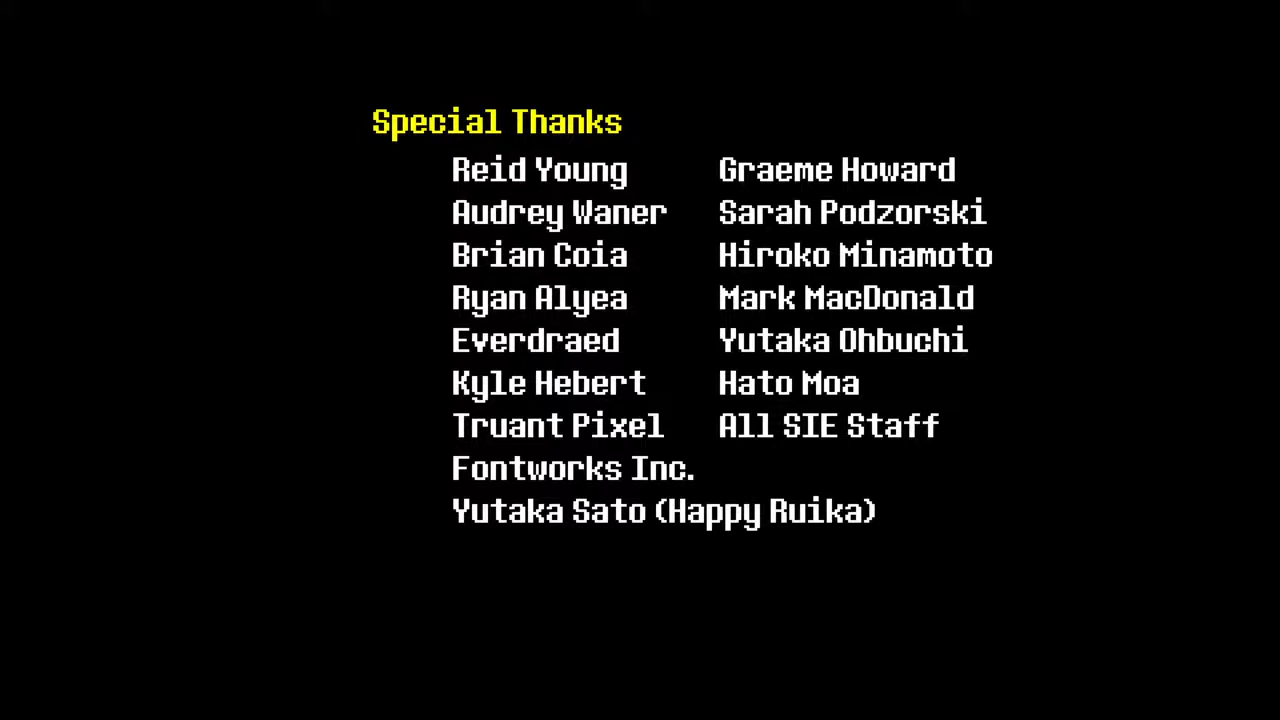 Special Thanks
Reid Young Graeme Howard
Audrey Waner Sarah Podzorski
Brian Coia Hiroko Minamoto
Ryan Alyea Mark MacDonald
Everdraed Yutaka Ohbuchi
Kyle Hebert Hato Moa
Truant Pixel All SIE Staff
Fontworks Inc.
Yutaka Sato (Happy Ruika)